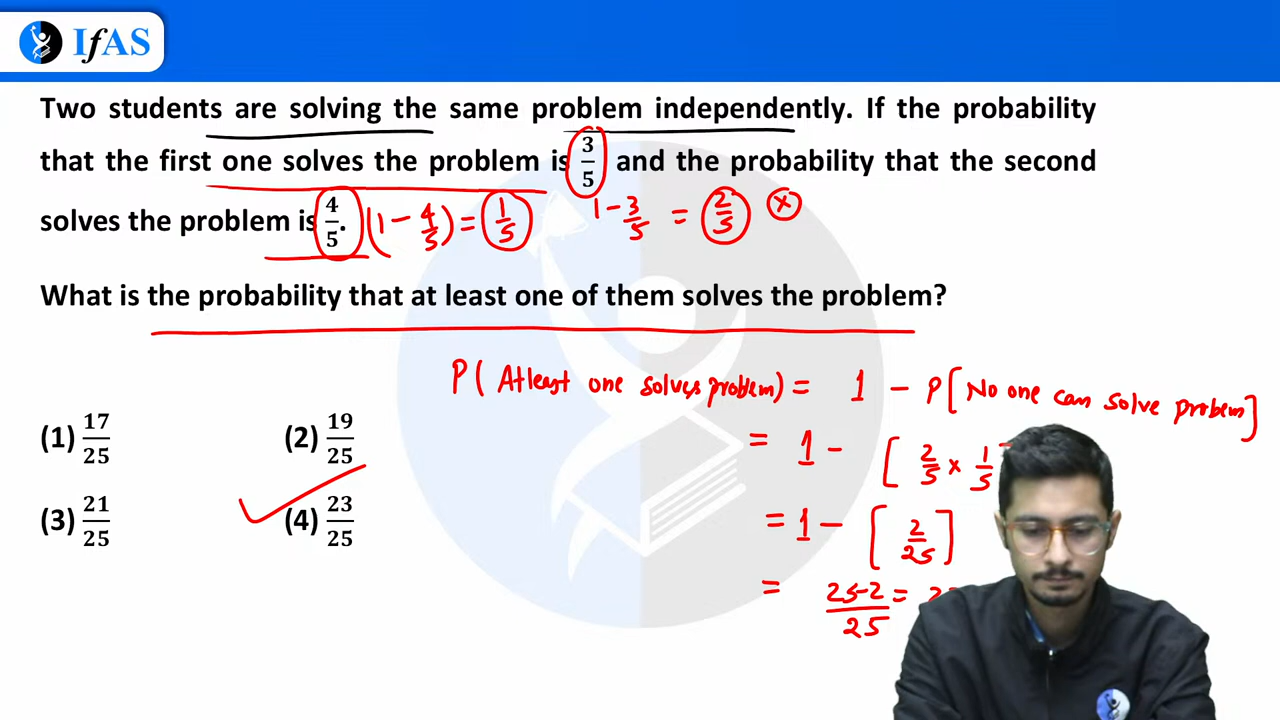 IfAS
Two students are solving the same problem independently. If the probability
that the first one solves the problem is 3/5 and the probability that the second
solves the problem is 4/5. (1 - 4/5) = 1/5 1 - 3/5 = 2/5 ×
What is the probability that at least one of them solves the problem?
P( Atleast one solves problem) = 1 - P[No one can solve problem]
(1) 17/25 (2) 19/25
= 1 - [ 2/5 × 1/5
(3) 21/25 (4) 23/25
= 1 - [ 2/25 ]
= 25-2/25 =